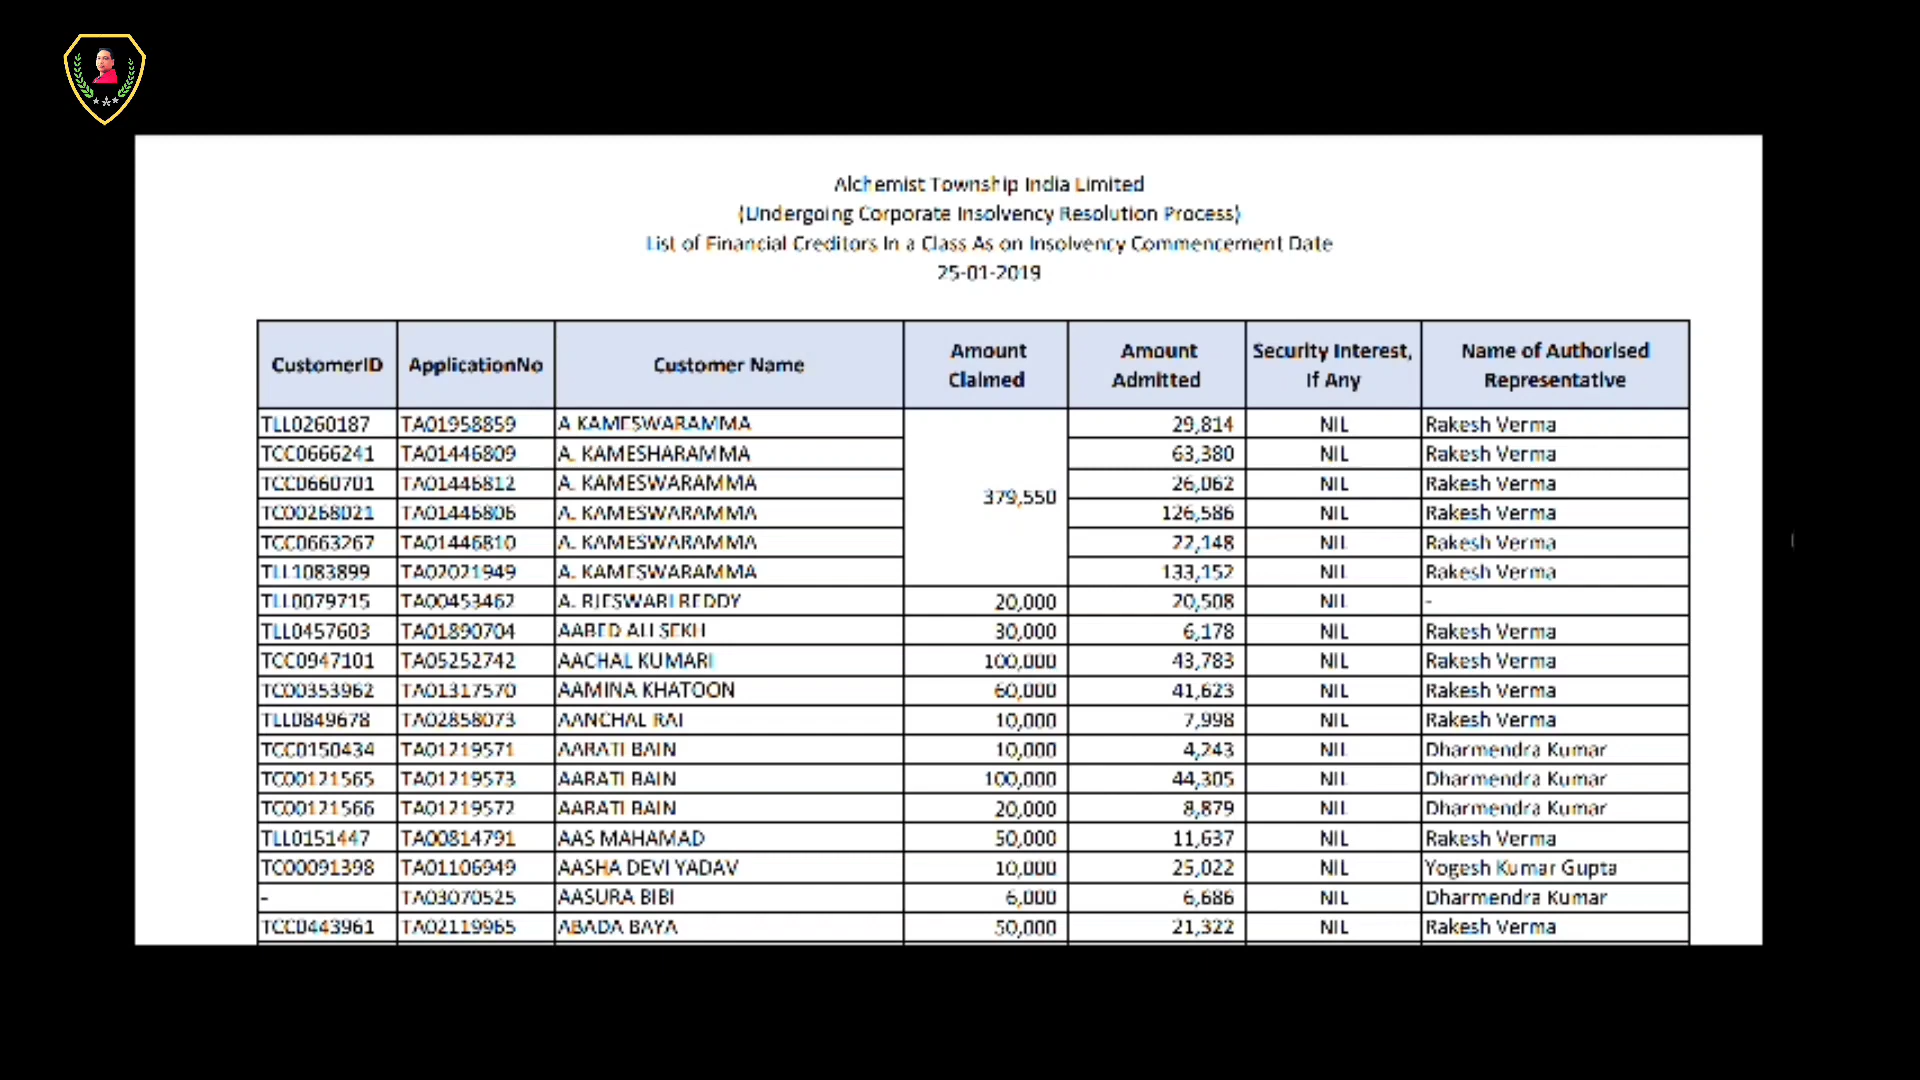 Alchemist Township India Limited
(Undergoing Corporate Insolvency Resolution Process)
List of Financial Creditors In a Class As on Insolvency Commencement Date
25-01-2019
CustomerID ApplicationNo Customer Name Amount Claimed Amount Admitted Security Interest, If Any Name of Authorised Representative
TLL0260187 TA01958859 A KAMESWARAMMA 29,814 NIL Rakesh Verma
TCC0666241 TA01446809 A. KAMESHARAMMA 63,380 NIL Rakesh Verma
TCC0660701 TA01446812 A. KAMESWARAMMA 26,062 NIL Rakesh Verma
379,550
TC00268021 TA01446806 A. KAMESWARAMMA 126,586 NIL Rakesh Verma
TCC0663267 TA01446810 A. KAMESWARAMMA 22,148 NIL Rakesh Verma
TLL1083899 TA02021949 A. KAMESWARAMMA 133,152 NIL Rakesh Verma
TLL0079715 TA00453462 A. RJESWARI REDDY 20,000 20,508 NIL -
TLL0457603 TA01890704 AABED ALI SEKH 30,000 6,178 NIL Rakesh Verma
TCC0947101 TA05252742 AACHAL KUMARI 100,000 43,783 NIL Rakesh Verma
TC00353962 TA01317570 AAMINA KHATOON 60,000 41,623 NIL Rakesh Verma
TLL0849678 TA02858073 AANCHAL RAI 10,000 7,998 NIL Rakesh Verma
TCC0150434 TA01219571 AARATI BAIN 10,000 4,243 NIL Dharmendra Kumar
TC00121565 TA01219573 AARATI BAIN 100,000 44,305 NIL Dharmendra Kumar
TC00121566 TA01219572 AARATI BAIN 20,000 8,879 NIL Dharmendra Kumar
TLL0151447 TA00814791 AAS MAHAMAD 50,000 11,637 NIL Rakesh Verma
TC00091398 TA01106949 AASHA DEVI YADAV 10,000 25,022 NIL Yogesh Kumar Gupta
- TA03070525 AASURA BIBI 6,000 6,686 NIL Dharmendra Kumar
TCC0443961 TA02119965 ABADA BAYA 50,000 21,322 NIL Rakesh Verma